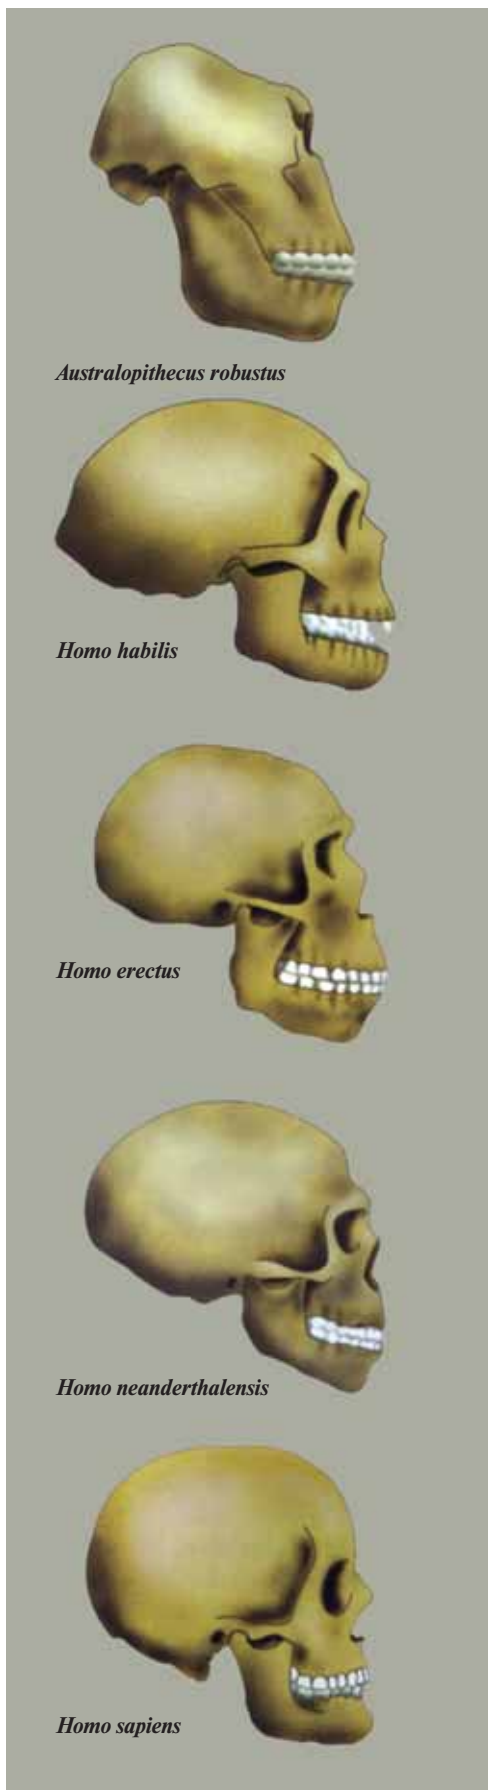 Australopithecus robustus
Homo habilis
Homo erectus
Homo neanderthalensis
Homo sapiens